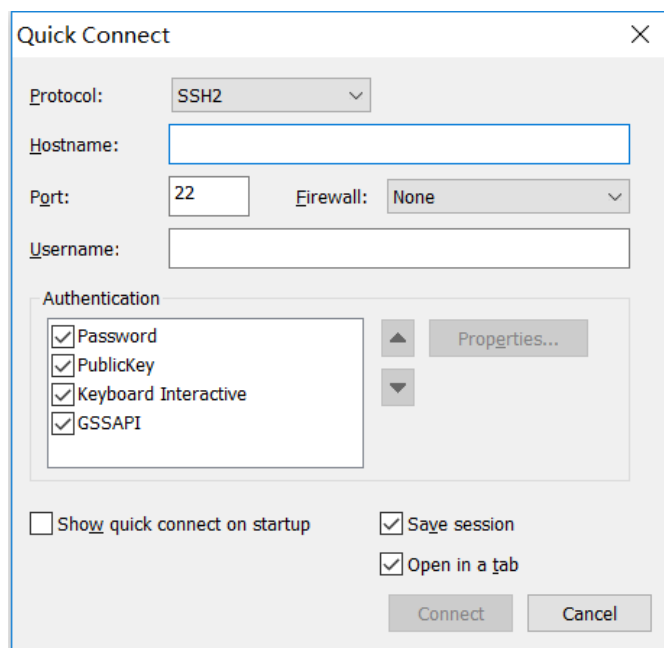 Quick Connect
Protocol: SSH2
Hostname:
Port: 22 Firewall: None
Username:
Authentication
Password
PublicKey
Keyboard Interactive
GSSAPI
Properties...
Show quick connect on startup
Save session
Open in a tab
Connect Cancel